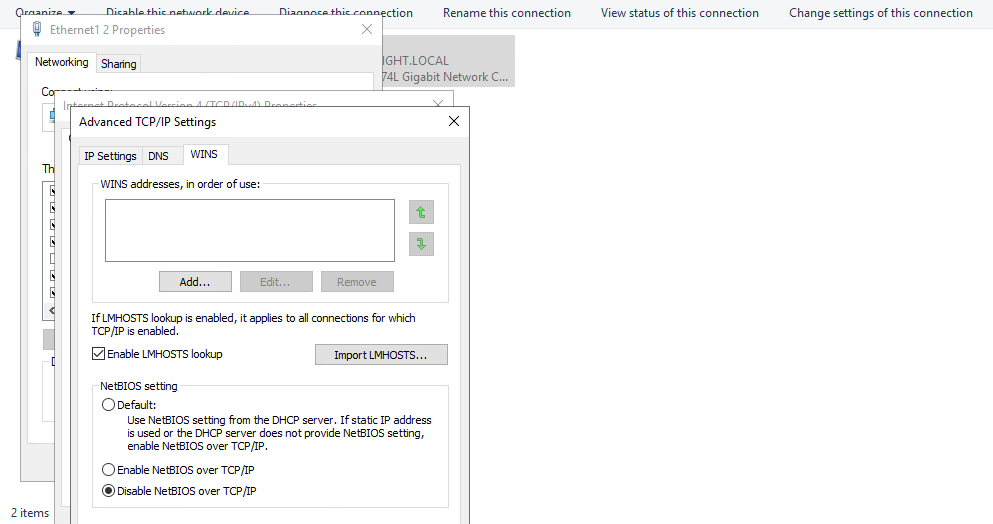 Organize Disable this network device Diagnose this connection Rename this connection View status of this connection Change settings of this connection
Ethernet1 2 Properties
IGHT.LOCAL
74L Gigabit Network C...
Networking Sharing
Internet Protocol Version 4 (TCP/IPv4) Properties
Advanced TCP/IP Settings
IP Settings DNS WINS
WINS addresses, in order of use:
Add... Edit... Remove
If LMHOSTS lookup is enabled, it applies to all connections for which
TCP/IP is enabled.
Enable LMHOSTS lookup Import LMHOSTS...
NetBIOS setting
Default:
Use NetBIOS setting from the DHCP server. If static IP address
is used or the DHCP server does not provide NetBIOS setting,
enable NetBIOS over TCP/IP.
Enable NetBIOS over TCP/IP
Disable NetBIOS over TCP/IP
2 items